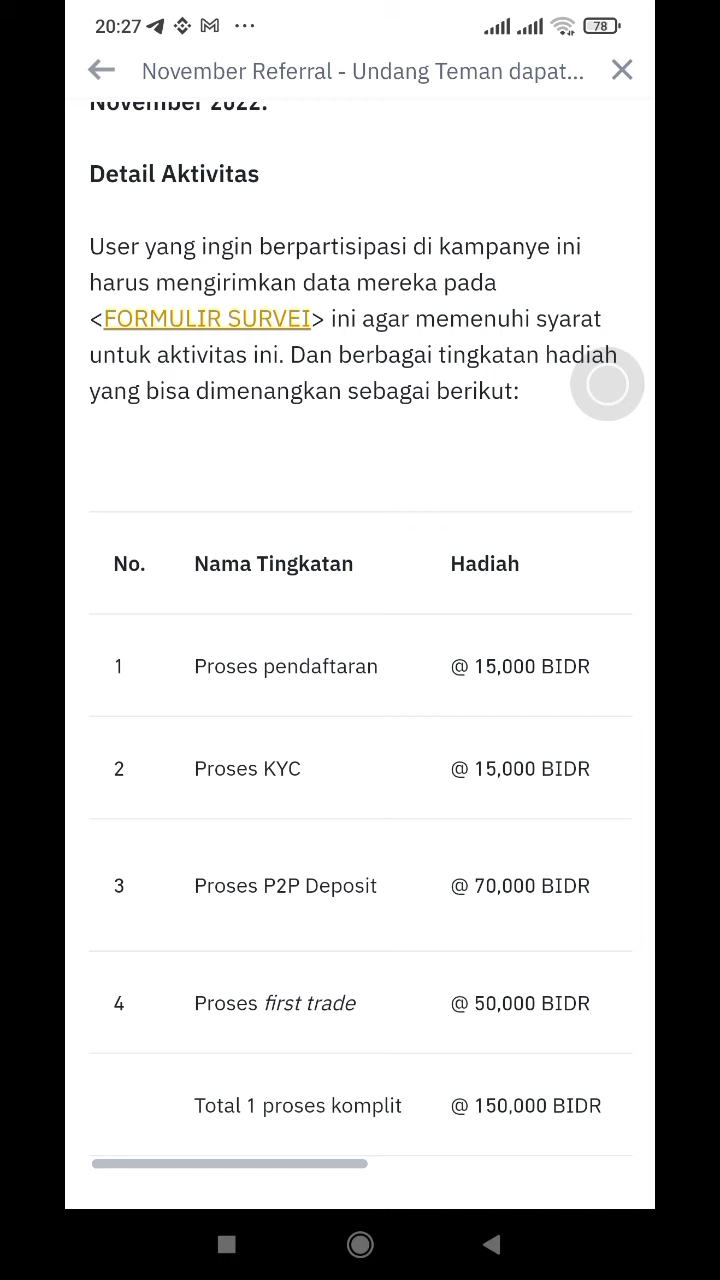 20:27
78
November Referral - Undang Teman dapat...
November 2022.
Detail Aktivitas
User yang ingin berpartisipasi di kampanye ini
harus mengirimkan data mereka pada
<FORMULIR SURVEI> ini agar memenuhi syarat
untuk aktivitas ini. Dan berbagai tingkatan hadiah
yang bisa dimenangkan sebagai berikut:
No. Nama Tingkatan Hadiah
1 Proses pendaftaran @ 15,000 BIDR
2 Proses KYC @ 15,000 BIDR
3 Proses P2P Deposit @ 70,000 BIDR
4 Proses first trade @ 50,000 BIDR
Total 1 proses komplit @ 150,000 BIDR